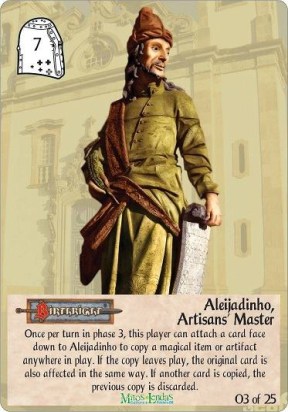 7
Aleijadinho,
Artisans Master
BIRTHRIGHT
Once per turn in phase 3, this player can attach a card face
down to Aleijadinho to copy a magical item or artifact
anywhere in play. If the copy leaves play, the original card is
also affected in the same way. If another card is copied, the
previous copy is discarded.
Mitos & Lendas
03 of 25